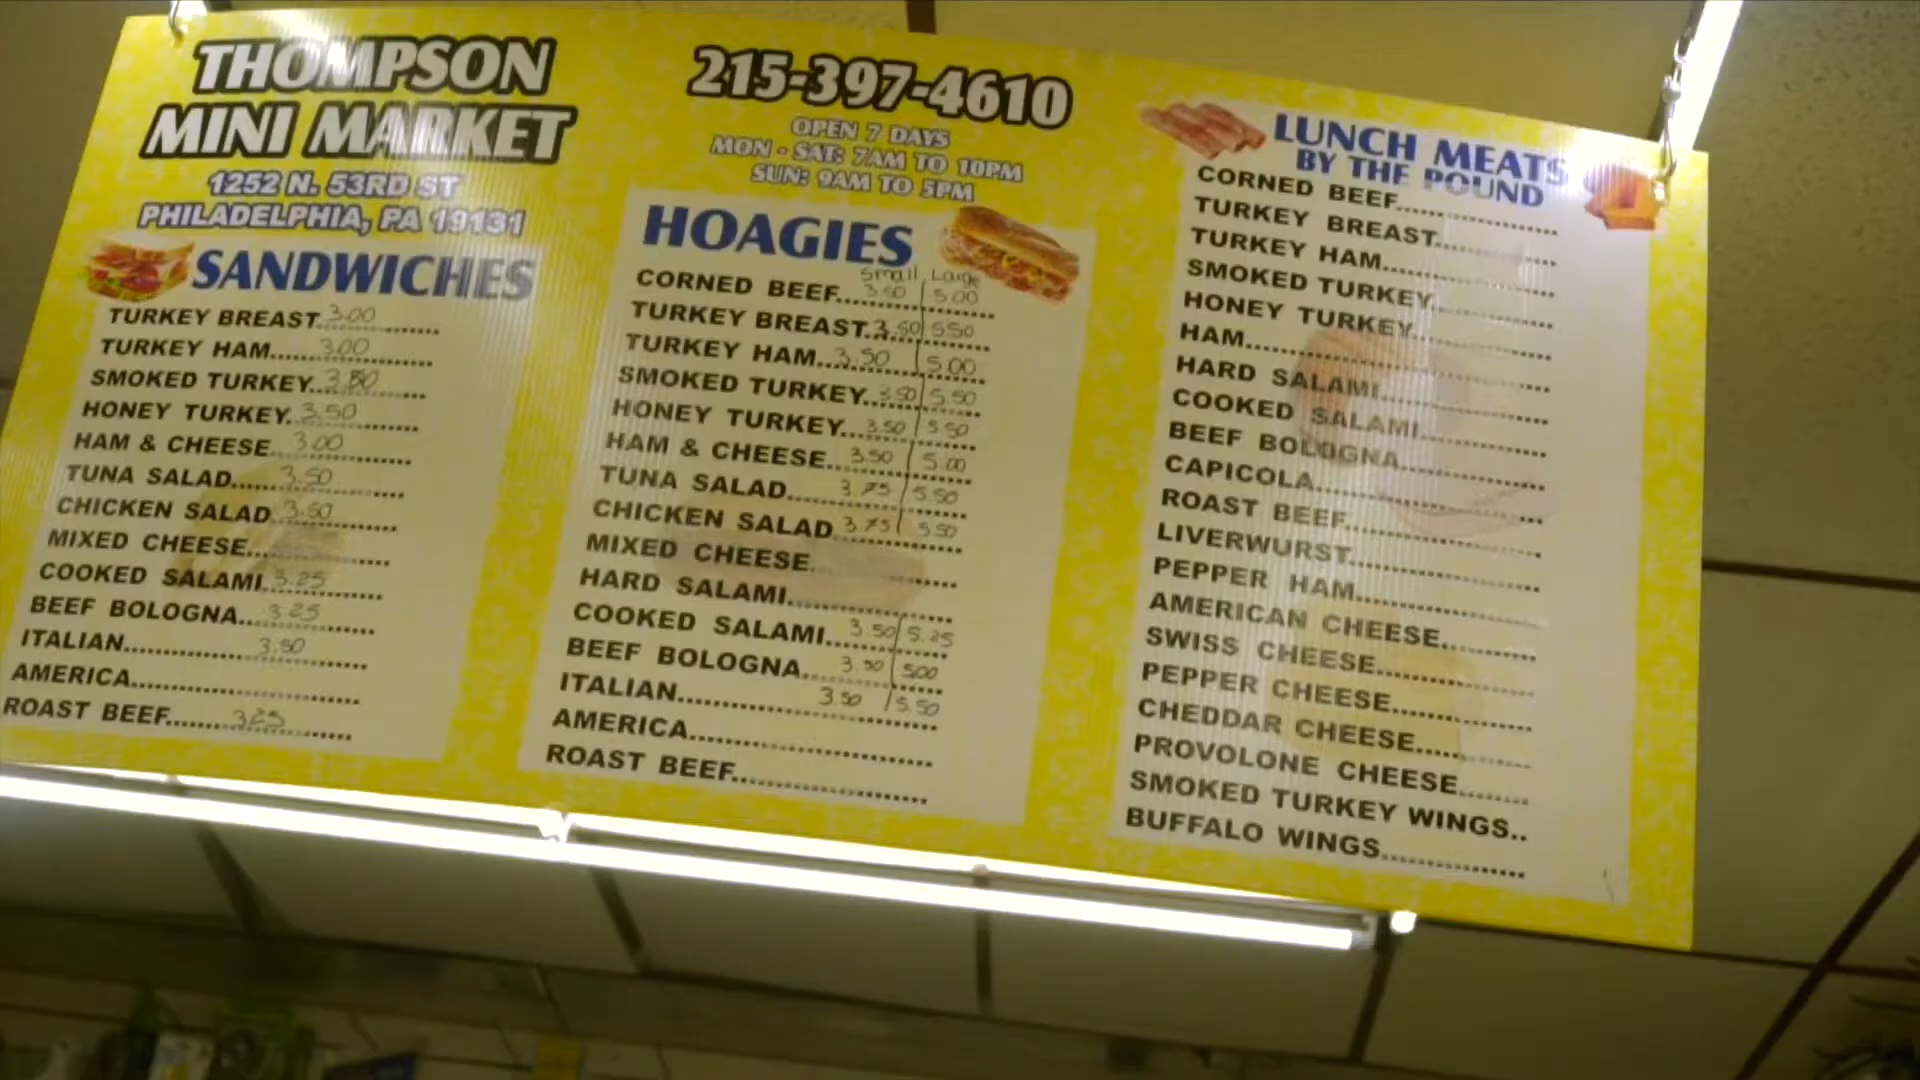 THOMPSON
MINI MARKET
1252 N. 53RD ST
PHILADELPHIA, PA 19131
SANDWICHES
TURKEY BREAST 3.00
TURKEY HAM 3.00
SMOKED TURKEY
HONEY TURKEY 3.50
HAM & CHEESE 3.00
TUNA SALAD 3.50
CHICKEN SALAD 3.50
MIXED CHEESE
COOKED SALAMI 3.25
BEEF BOLOGNA 3.25
ITALIAN 3.50
AMERICA
ROAST BEEF 3.25
215-397-4610
OPEN 7 DAYS
MON - SAT: 7AM TO 10PM
SUN: 9AM TO 5PM
HOAGIES
Small Large
CORNED BEEF 3.50 5.00
TURKEY BREAST 3.50 5.50
TURKEY HAM 3.50 5.00
SMOKED TURKEY 3.50 5.50
HONEY TURKEY 3.50 5.50
HAM & CHEESE 3.50 5.00
TUNA SALAD 3.75 5.50
CHICKEN SALAD 3.75 5.50
MIXED CHEESE
HARD SALAMI
COOKED SALAMI 3.50 5.25
BEEF BOLOGNA 3.50 5.00
ITALIAN 3.50 5.50
AMERICA
ROAST BEEF
LUNCH MEATS
BY THE POUND
CORNED BEEF
TURKEY BREAST
TURKEY HAM
SMOKED TURKEY
HONEY TURKEY
HAM
HARD SALAMI
COOKED SALAMI
BEEF BOLOGNA
CAPICOLA
ROAST BEEF
LIVERWURST
PEPPER HAM
AMERICAN CHEESE
SWISS CHEESE
PEPPER CHEESE
CHEDDAR CHEESE
PROVOLONE CHEESE
SMOKED TURKEY WINGS
BUFFALO WINGS